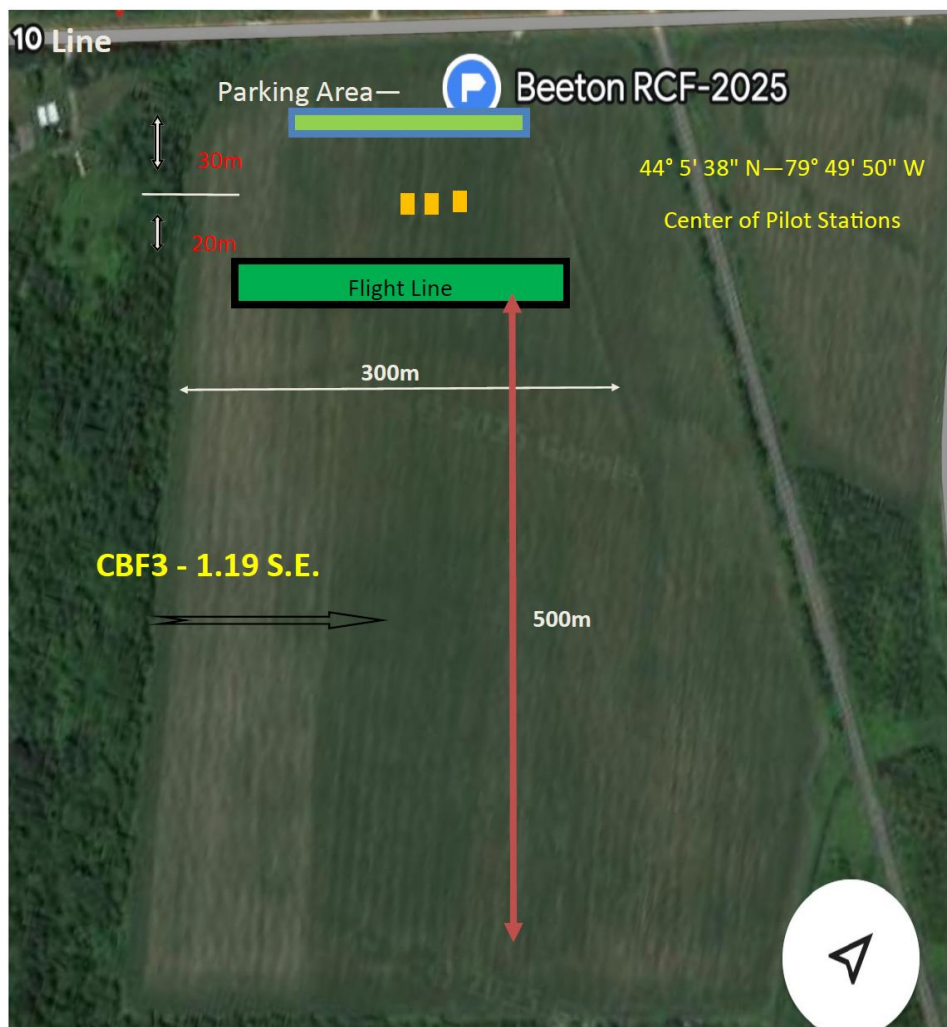 10 Line
Parking Area—
Beeton RCF-2025
30m
44° 5' 38" N—79° 49' 50" W
Center of Pilot Stations
20m
Flight Line
300m
CBF3 - 1.19 S.E.
500m